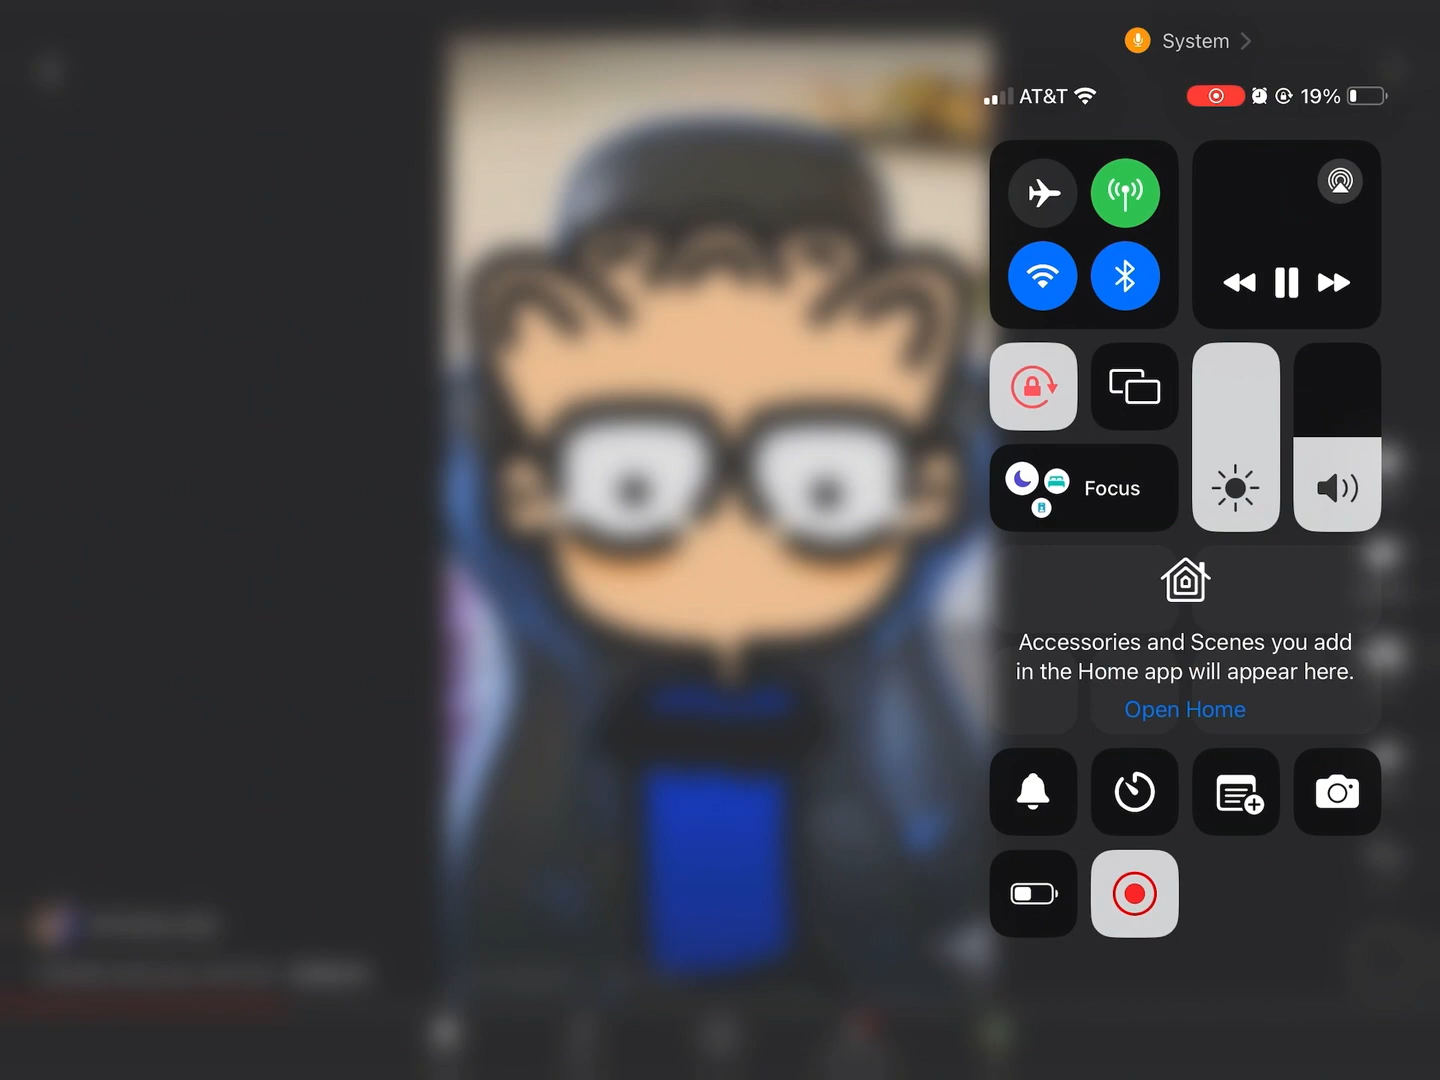 System
AT&T
19%
Focus
Accessories and Scenes you add
in the Home app will appear here.
Open Home